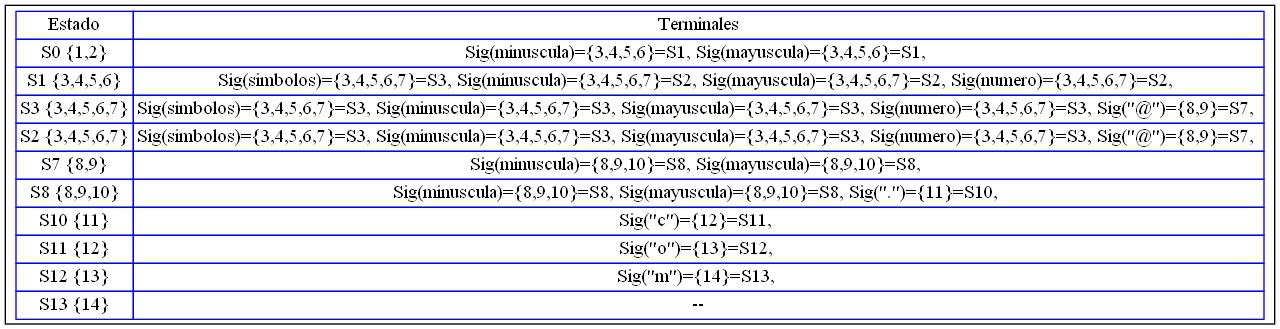 Estado Terminales
S0 {1,2} Sig(minuscula)={3,4,5,6}=S1, Sig(mayuscula)={3,4,5,6}=S1,
S1 {3,4,5,6} Sig(simbolos)={3,4,5,6,7}=S3, Sig(minuscula)={3,4,5,6,7}=S2, Sig(mayuscula)={3,4,5,6,7}=S2, Sig(numero)={3,4,5,6,7}=S2,
S3 {3,4,5,6,7} Sig(simbolos)={3,4,5,6,7}=S3, Sig(minuscula)={3,4,5,6,7}=S3, Sig(mayuscula)={3,4,5,6,7}=S3, Sig(numero)={3,4,5,6,7}=S3, Sig("@")={8,9}=S7,
S2 {3,4,5,6,7} Sig(simbolos)={3,4,5,6,7}=S3, Sig(minuscula)={3,4,5,6,7}=S3, Sig(mayuscula)={3,4,5,6,7}=S3, Sig(numero)={3,4,5,6,7}=S3, Sig("@")={8,9}=S7,
S7 {8,9} Sig(minuscula)={8,9,10}=S8, Sig(mayuscula)={8,9,10}=S8,
S8 {8,9,10} Sig(minuscula)={8,9,10}=S8, Sig(mayuscula)={8,9,10}=S8, Sig(".")={11}=S10,
S10 {11} Sig("c")={12}=S11,
S11 {12} Sig("o")={13}=S12,
S12 {13} Sig("m")={14}=S13,
S13 {14} --